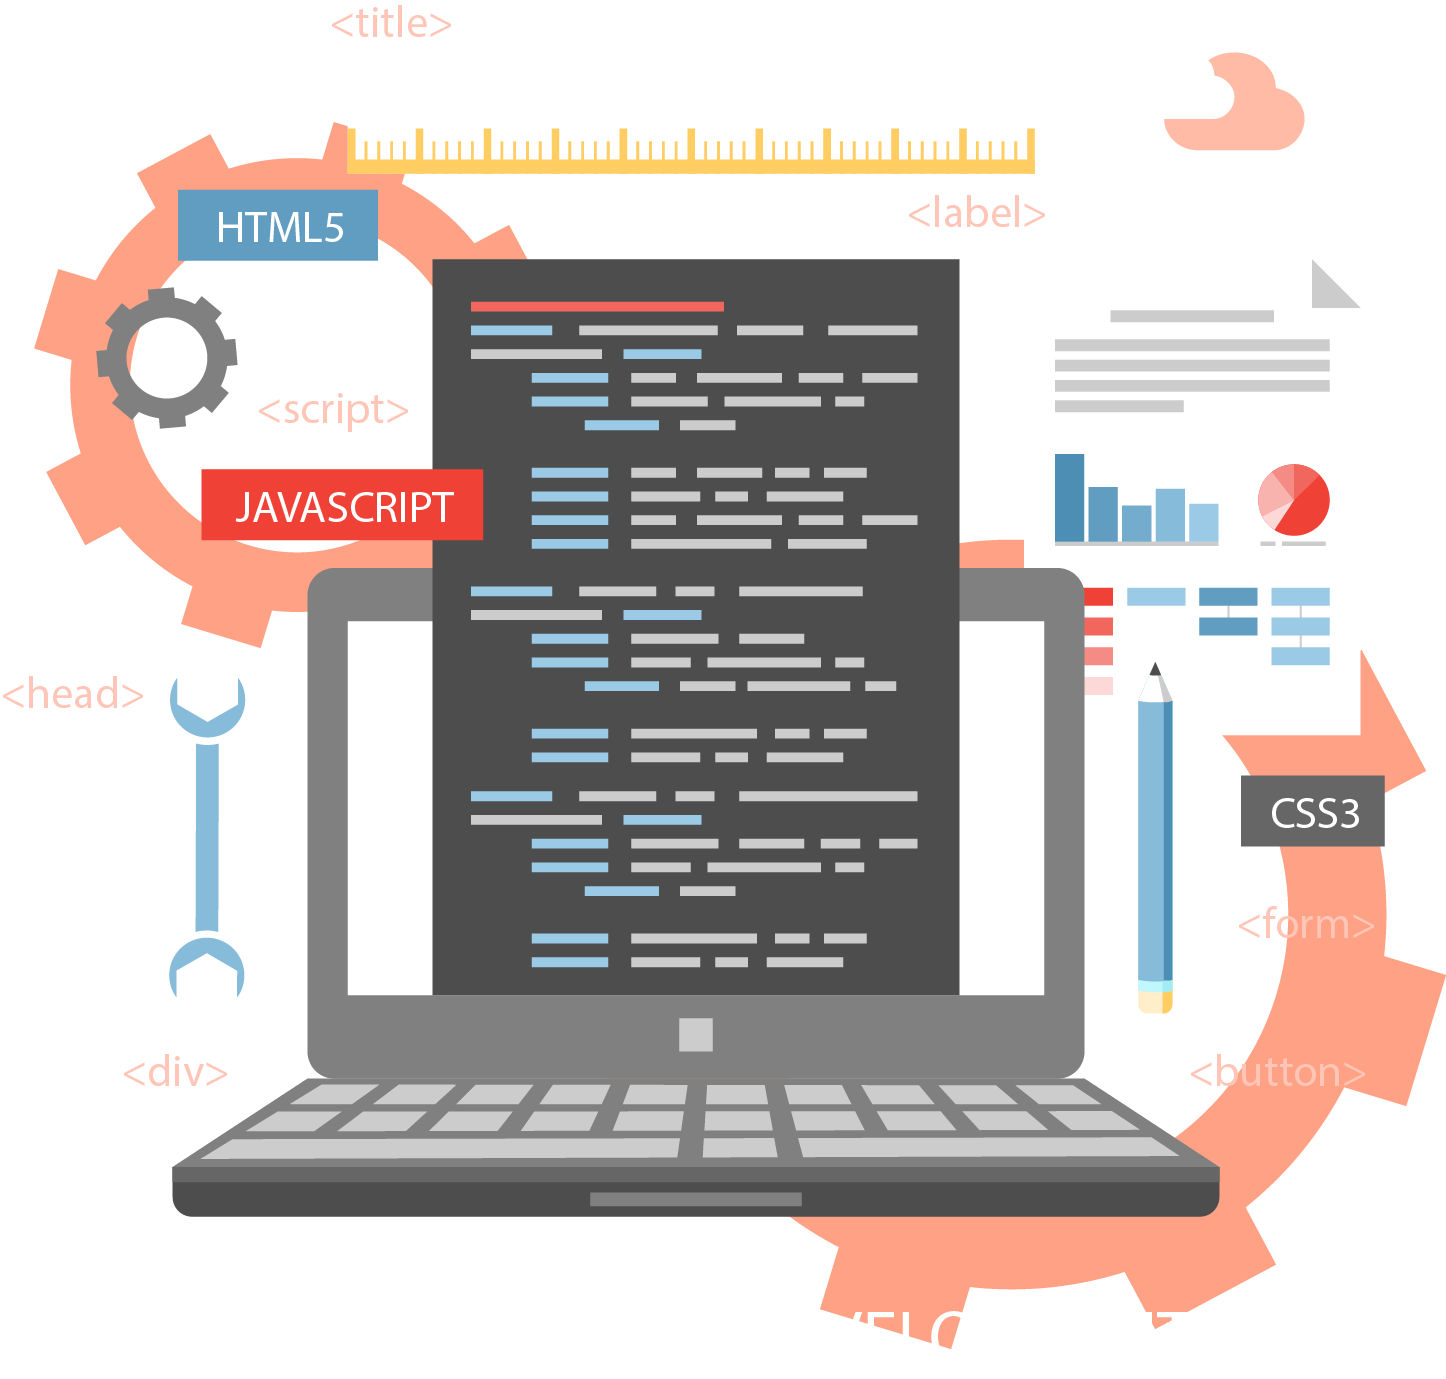 <title>
<label>
HTML5
<script>
JAVASCRIPT
<head>
CSS3
<form>
<div>
<button>